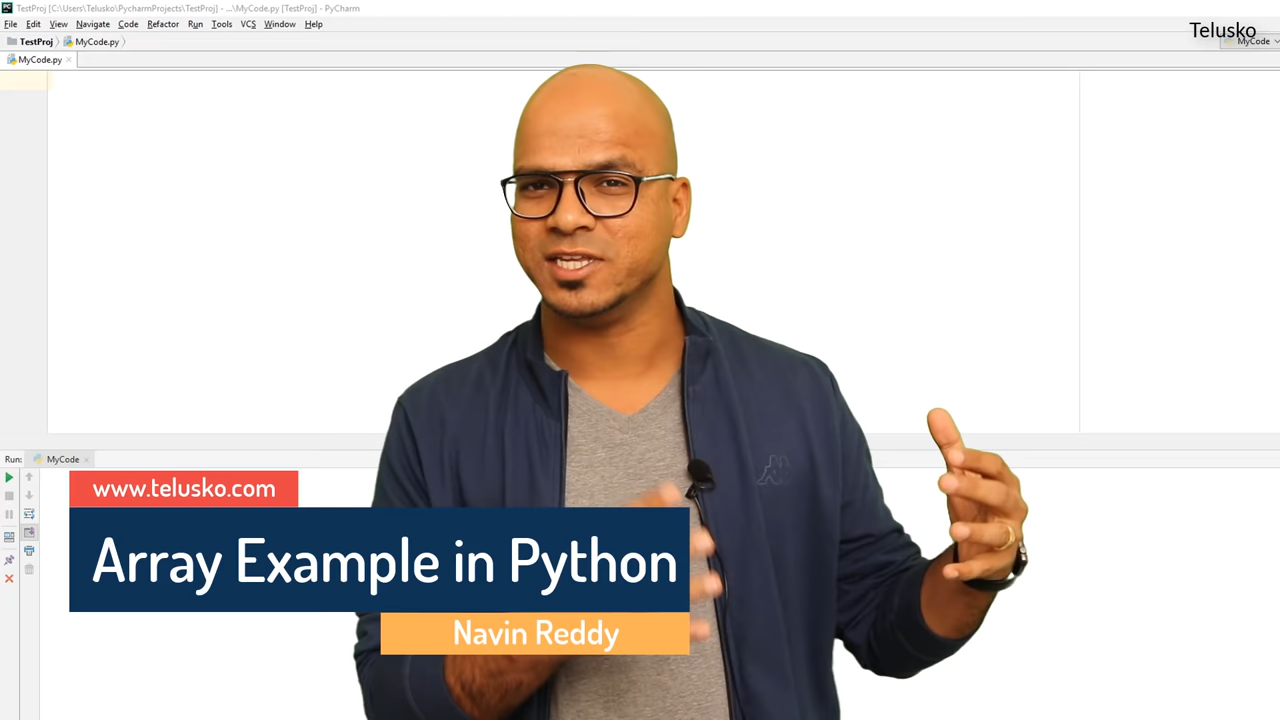 TestProj [C:\Users\Telusko\PycharmProjects\TestProj] - ...\MyCode.py [TestProj] - PyCharm
File Edit View Navigate Code Refactor Run Tools VCS Window Help
Telusko
TestProj MyCode.py
MyCode
MyCode.py
Run: MyCode
www.telusko.com
Array Example in Python
Navin Reddy